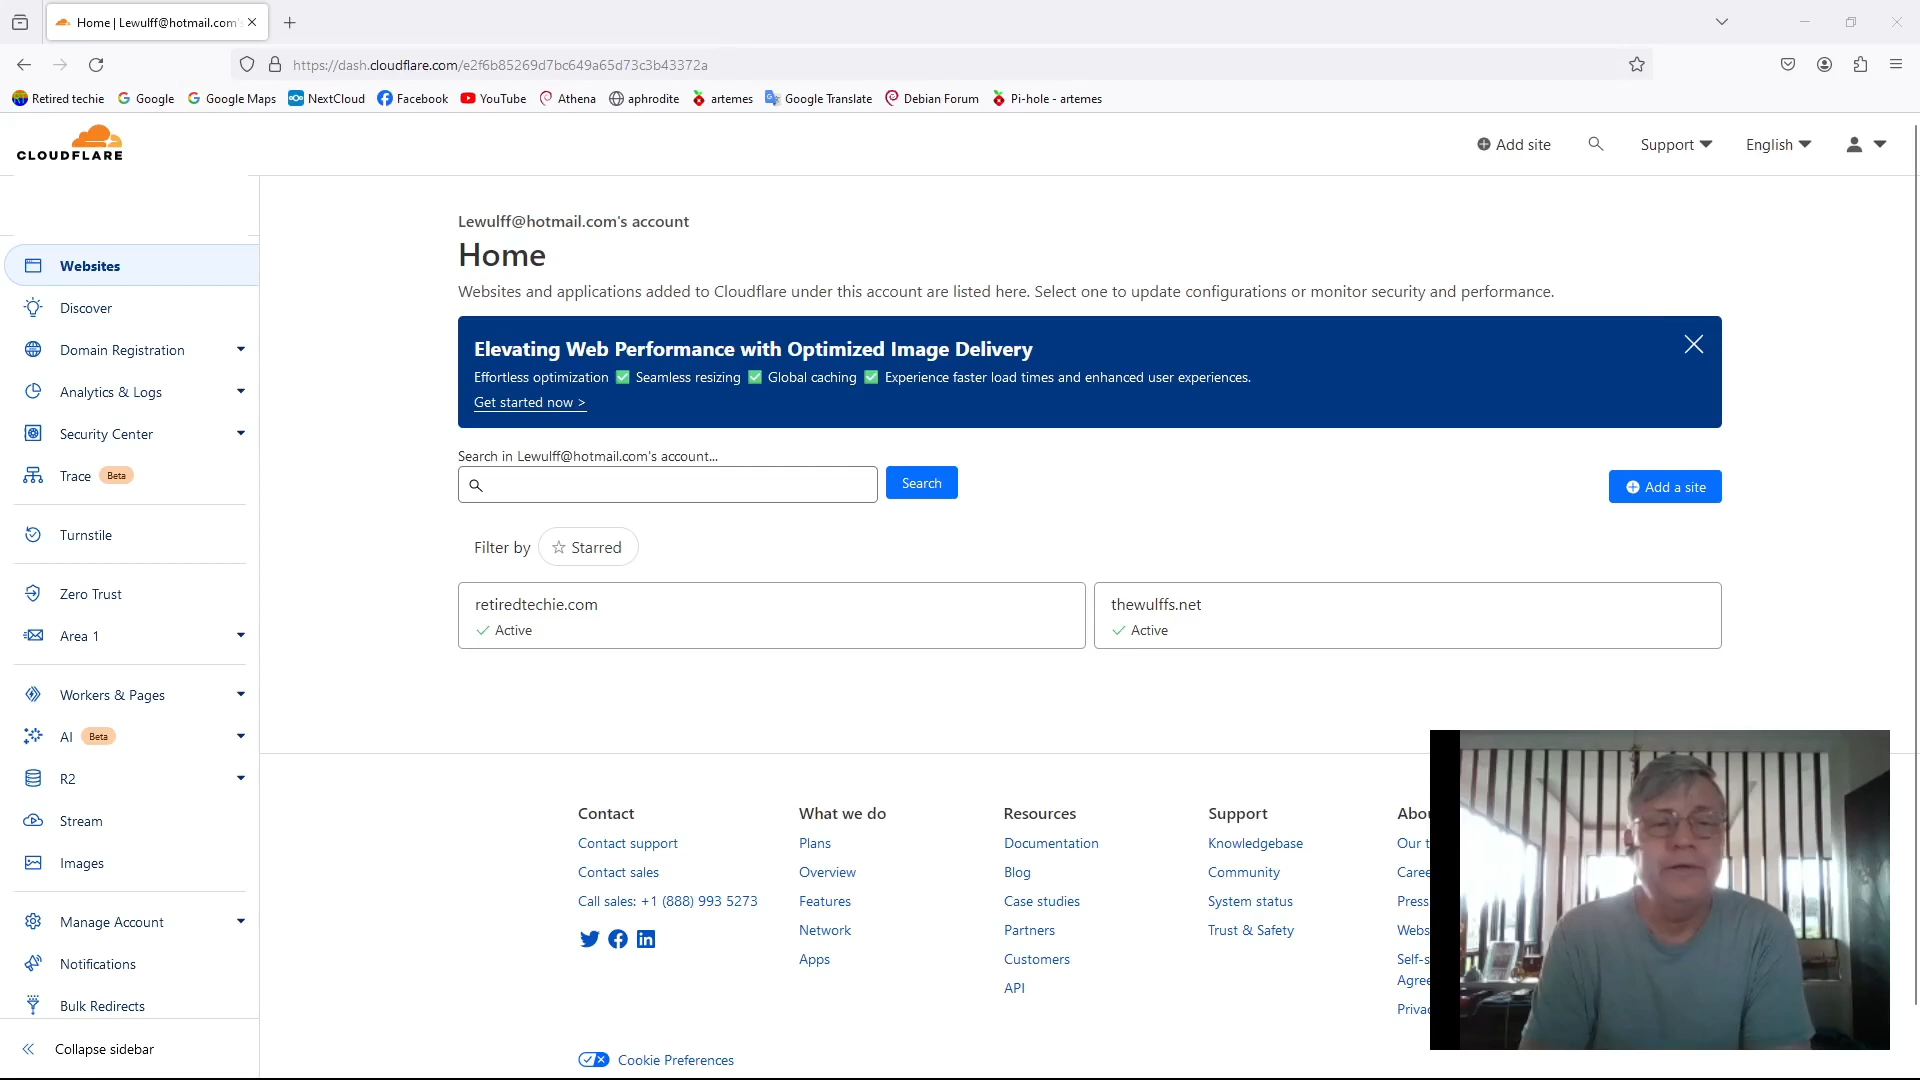 Home | Lewulff@hotmail.com's
https://dash.cloudflare.com/e2f6b85269d7bc649a65d73c3b43372a
Retired techie Google Google Maps NextCloud Facebook YouTube Athena aphrodite artemes Google Translate Debian Forum Pi-hole - artemes
CLOUDFLARE
Add site Support English
Lewulff@hotmail.com's account
Home
Websites and applications added to Cloudflare under this account are listed here. Select one to update configurations or monitor security and performance.
Elevating Web Performance with Optimized Image Delivery
Effortless optimization ✅ Seamless resizing ✅ Global caching ✅ Experience faster load times and enhanced user experiences.
Get started now >
Search in Lewulff@hotmail.com's account...
Search
Add a site
Filter by Starred
retiredtechie.com
Active
thewulffs.net
Active
Websites
Discover
Domain Registration
Analytics & Logs
Security Center
Trace Beta
Turnstile
Zero Trust
Area 1
Workers & Pages
AI Beta
R2
Stream
Images
Manage Account
Notifications
Bulk Redirects
Collapse sidebar
Contact
Contact support
Contact sales
Call sales: +1 (888) 993 5273
What we do
Plans
Overview
Features
Network
Apps
Resources
Documentation
Blog
Case studies
Partners
Customers
API
Support
Knowledgebase
Community
System status
Trust & Safety
Our
Press
Cookie Preferences